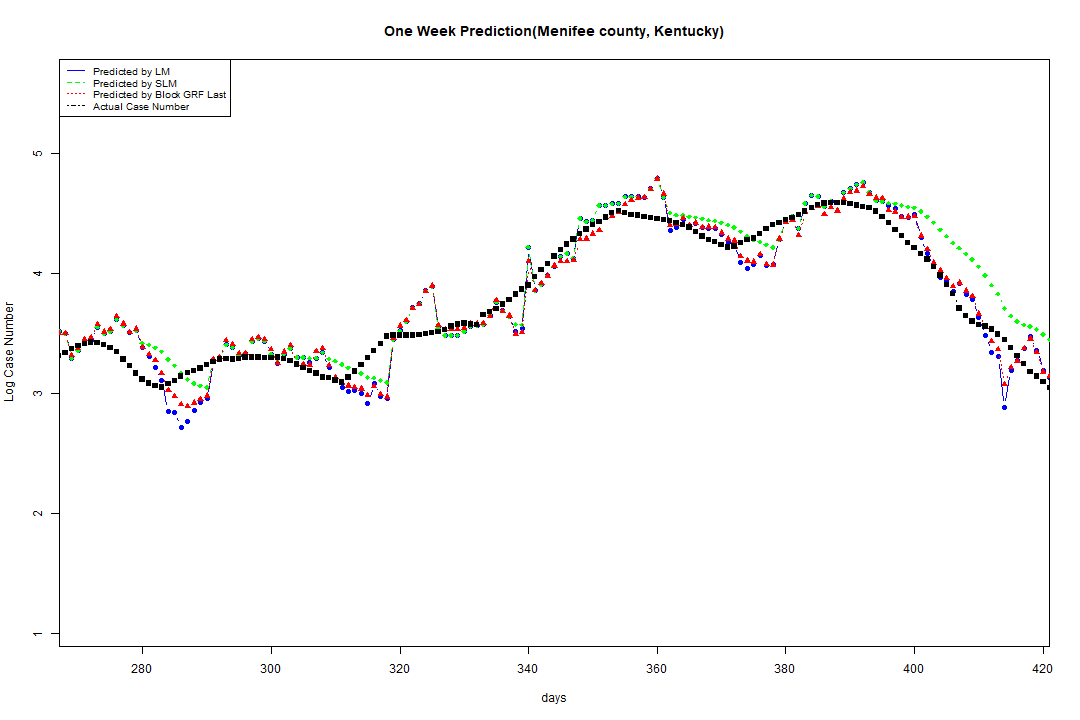 One Week Prediction(Menifee county, Kentucky)
Predicted by LM
Predicted by SLM
Predicted by Block GRF Last
Actual Case Number
5
4
3
2
1
Log Case Number
280 300 320 340 360 380 400 420
days